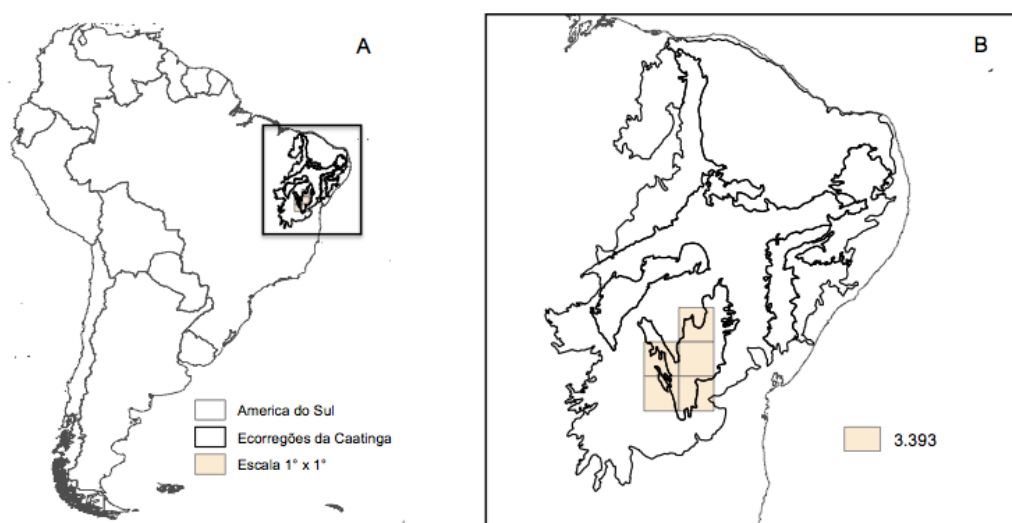 A
B
America do Sul
Ecorregões da Caatinga
Escala 1° x 1°
3.393